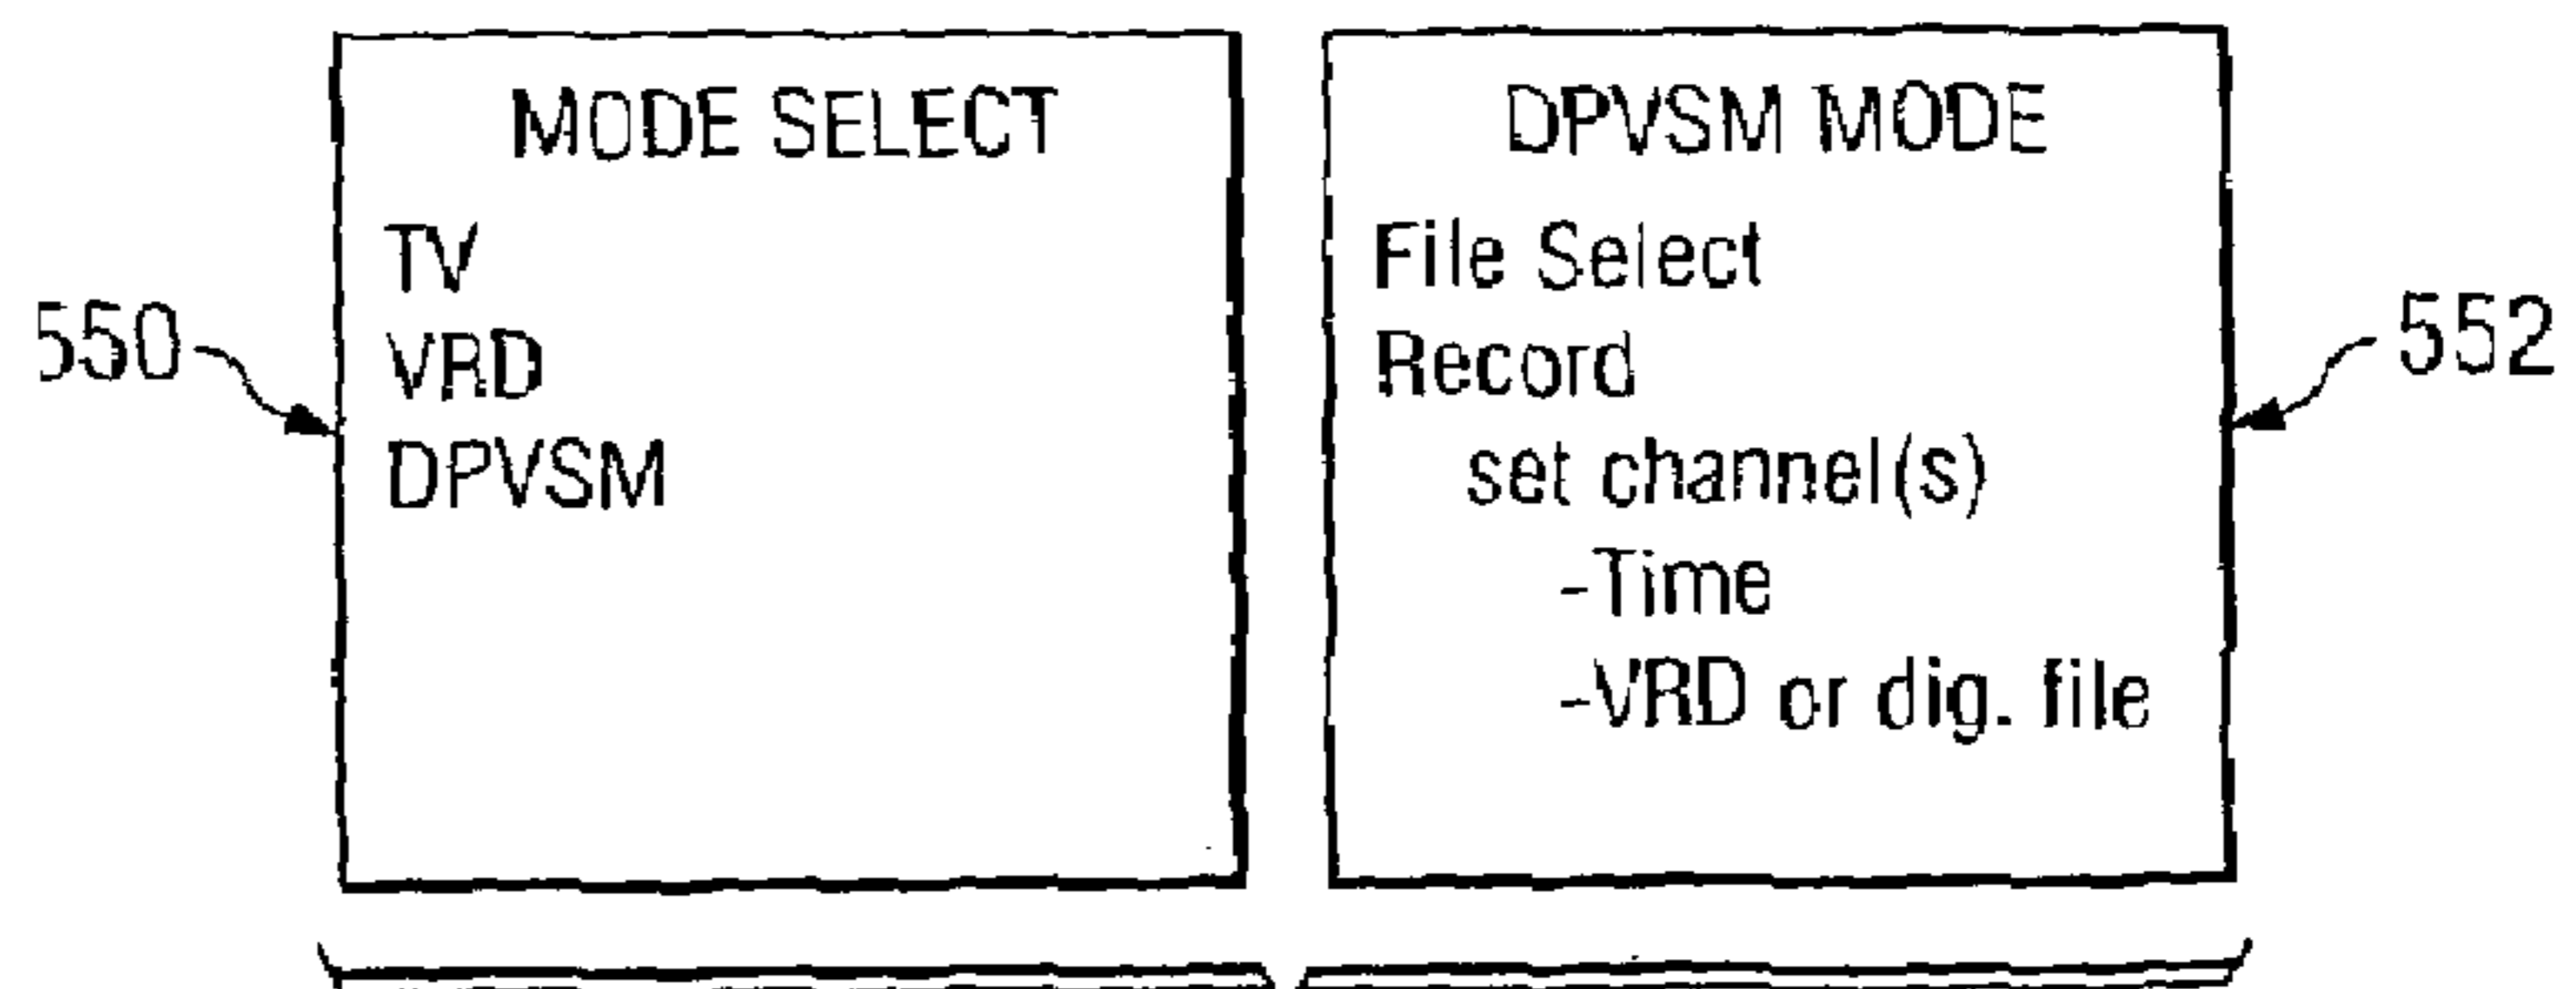 MODE SELECT
TV
VRD
DPVSM
550
DPVSM MODE
File Select
Record
set channel(s)
-Time
-VRD or dig. file
552